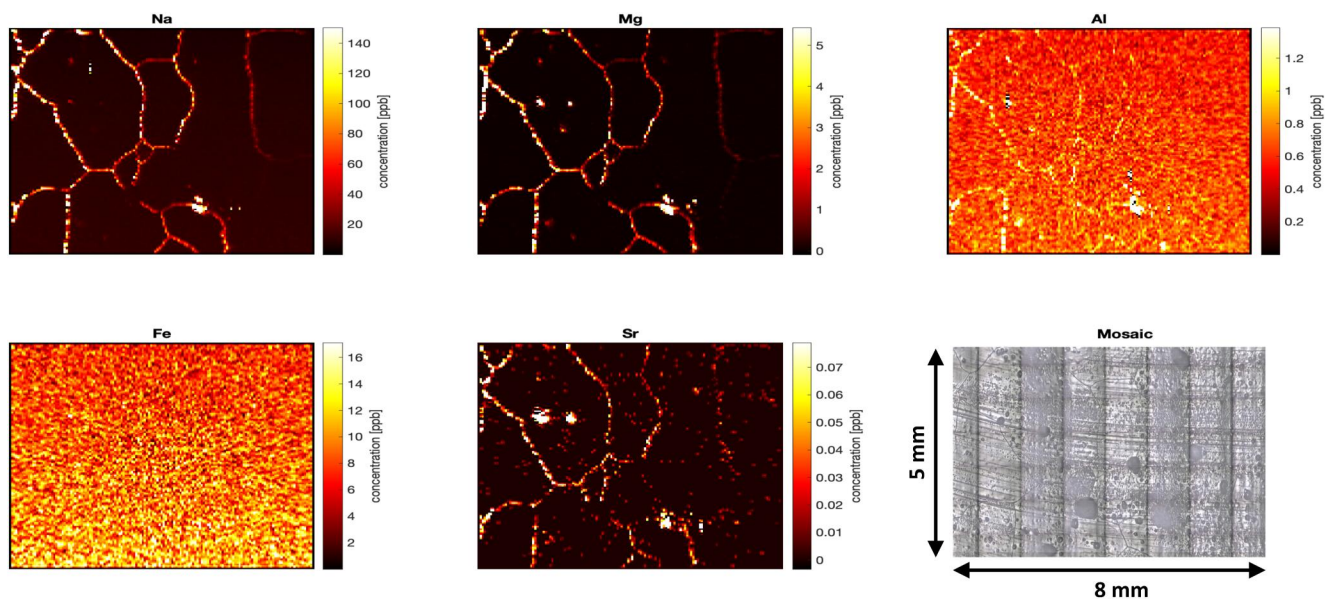 Na
140
120
100
80
60
40
20
concentration [ppb]
Mg
5
4
3
2
1
0
concentration [ppb]
Al
1.2
1
0.8
0.6
0.4
0.2
concentration [ppb]
Fe
16
14
12
10
8
6
4
2
concentration [ppb]
Sr
0.07
0.06
0.05
0.04
0.03
0.02
0.01
0
concentration [ppb]
Mosaic
5 mm
8 mm